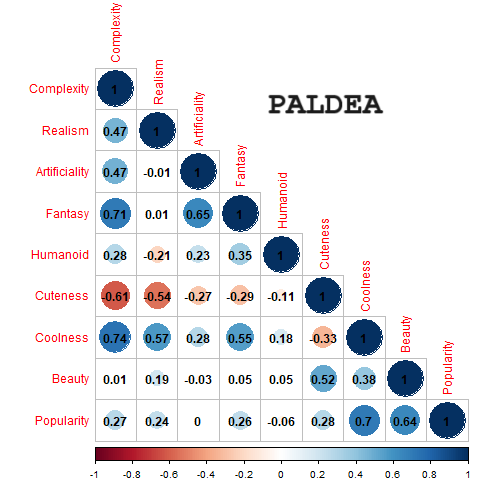 PALDEA
Complexity
Realism
Artificiality
Fantasy
Humanoid
Cuteness
Coolness
Beauty
Popularity
Complexity 1
Realism 0.47 1
Artificiality 0.47 -0.01 1
Fantasy 0.71 0.01 0.65 1
Humanoid 0.28 -0.21 0.23 0.35 1
Cuteness -0.61 -0.54 -0.27 -0.29 -0.11 1
Coolness 0.74 0.57 0.28 0.55 0.18 -0.33 1
Beauty 0.01 0.19 -0.03 0.05 0.05 0.52 0.38 1
Popularity 0.27 0.24 0 0.26 -0.06 0.28 0.7 0.64 1
-1 -0.8 -0.6 -0.4 -0.2 0 0.2 0.4 0.6 0.8 1